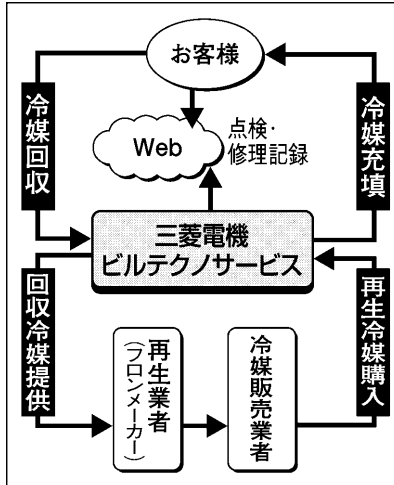 お客様
冷媒回収
Web
点検・
修理記録
冷媒充填
三菱電機
ビルテクノサービス
回収冷媒提供
再生業者
(フロンメーカー)
冷媒販売業者
再生冷媒購入